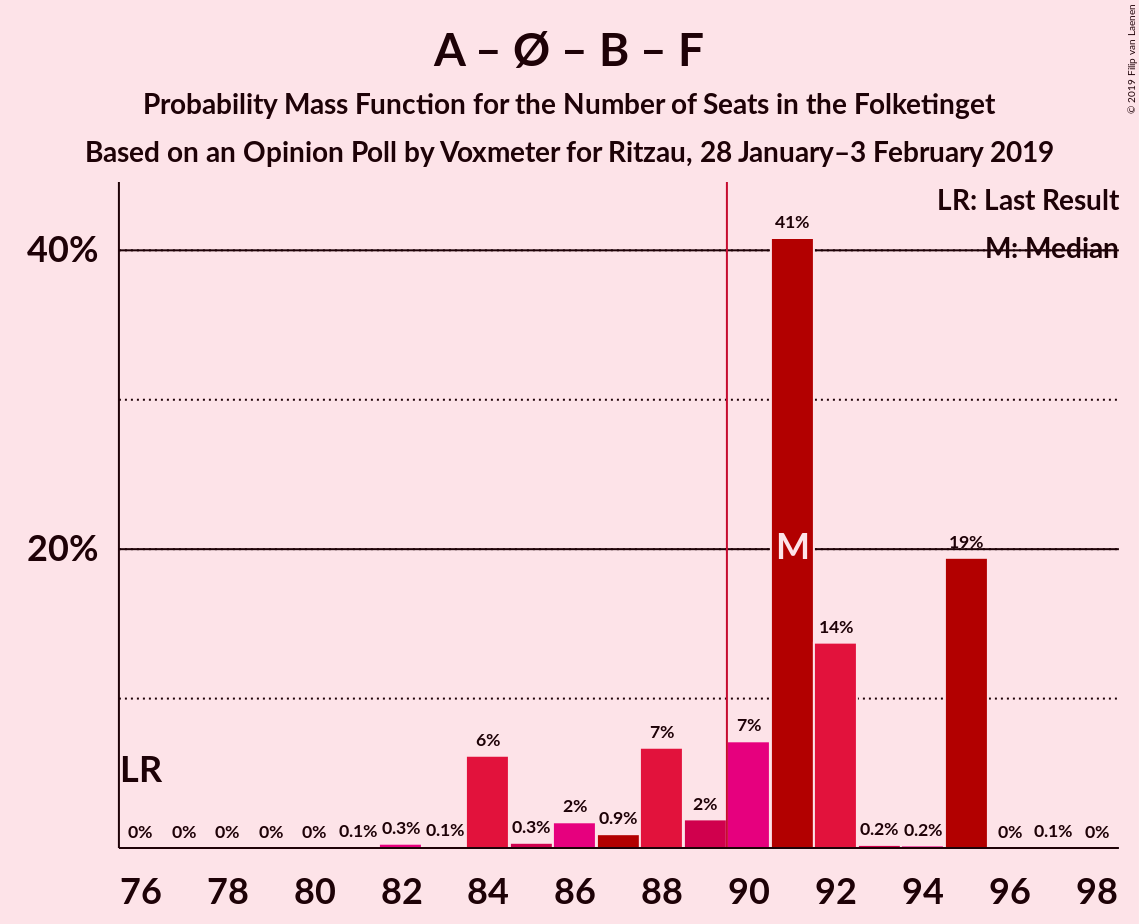 A – Ø – B – F
Probability Mass Function for the Number of Seats in the Folketinget
Based on an Opinion Poll by Voxmeter for Ritzau, 28 January–3 February 2019
© 2019 Filip van Laenen
LR: Last Result
M: Median
40%
20%
LR
M
0% 0% 0% 0% 0% 0.1% 0.3% 0.1% 6% 0.3% 2% 0.9% 7% 2% 7% 41% 14% 0.2% 0.2% 19% 0% 0.1% 0%
76 78 80 82 84 86 88 90 92 94 96 98